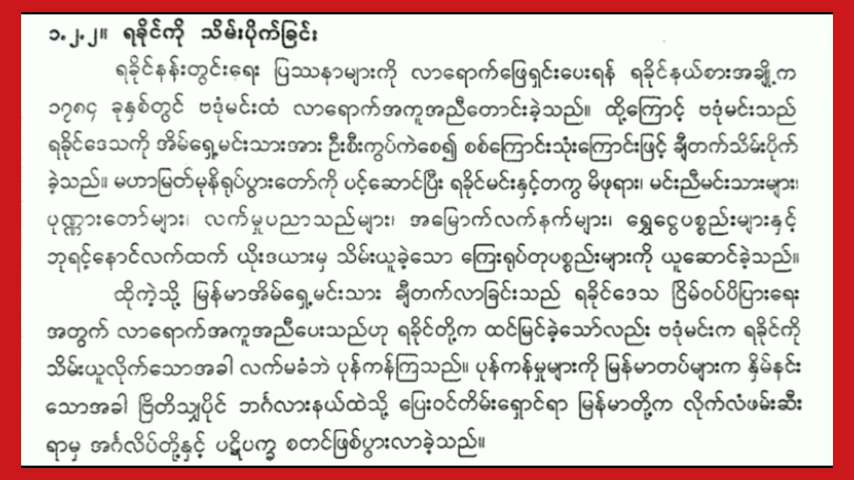 ၁.၂.၂။ ရခိုင်ကို သိမ်းပိုက်ခြင်း
ရခိုင်နန်းတွင်းရေး ပြဿနာများကို လာရောက်ဖြေရှင်းပေးရန် ရခိုင်နယ်စားအချို့က
၁၇၈၄ ခုနှစ်တွင် ဗဒုံမင်းထံ လာရောက်အကူအညီတောင်းခဲ့သည်။ ထို့ကြောင့် ဗဒုံမင်းသည်
ရခိုင်ဒေသကို အိမ်ရှေ့မင်းသားအား ဦးစီးကွပ်ကဲစေ၍ စစ်ကြောင်းသုံးကြောင်းဖြင့် ချီတက်သိမ်းပိုက်
ခဲ့သည်။ မဟာမြတ်မုနိရုပ်ပွားတော်ကို ပင့်ဆောင်ပြီး ရခိုင်မင်းနှင့်တကွ မိဖုရား၊ မင်းညီမင်းသားများ၊
ပုဏ္ဏားတော်များ၊ လက်မှုပညာသည်များ၊ အမြောက်လက်နက်များ၊ ရွှေငွေပစ္စည်းများနှင့်
ဘုရင့်နောင်လက်ထက် ယိုးဒယားမှ သိမ်းယူခဲ့သော ကြေးရုပ်တုပစ္စည်းများကို ယူဆောင်ခဲ့သည်။
ထိုကဲ့သို့ မြန်မာအိမ်ရှေ့မင်းသား ချီတက်လာခြင်းသည် ရခိုင်ဒေသ ငြိမ်ဝပ်ပိပြားရေး
အတွက် လာရောက်အကူအညီပေးသည်ဟု ရခိုင်တို့က ထင်မြင်ခဲ့သော်လည်း ဗဒုံမင်းက ရခိုင်ကို
သိမ်းယူလိုက်သောအခါ လက်မခံဘဲ ပုန်ကန်ကြသည်။ ပုန်ကန်မှုများကို မြန်မာတပ်များက နှိမ်နင်း
သောအခါ ဗြိတိသျှပိုင် ဘင်္ဂလားနယ်ထဲသို့ ပြေးဝင်တိမ်းရှောင်ရာ မြန်မာတို့က လိုက်လံဖမ်းဆီး
ရာမှ အင်္ဂလိပ်တို့နှင့် ပဋိပက္ခ စတင်ဖြစ်ပွားလာခဲ့သည်။